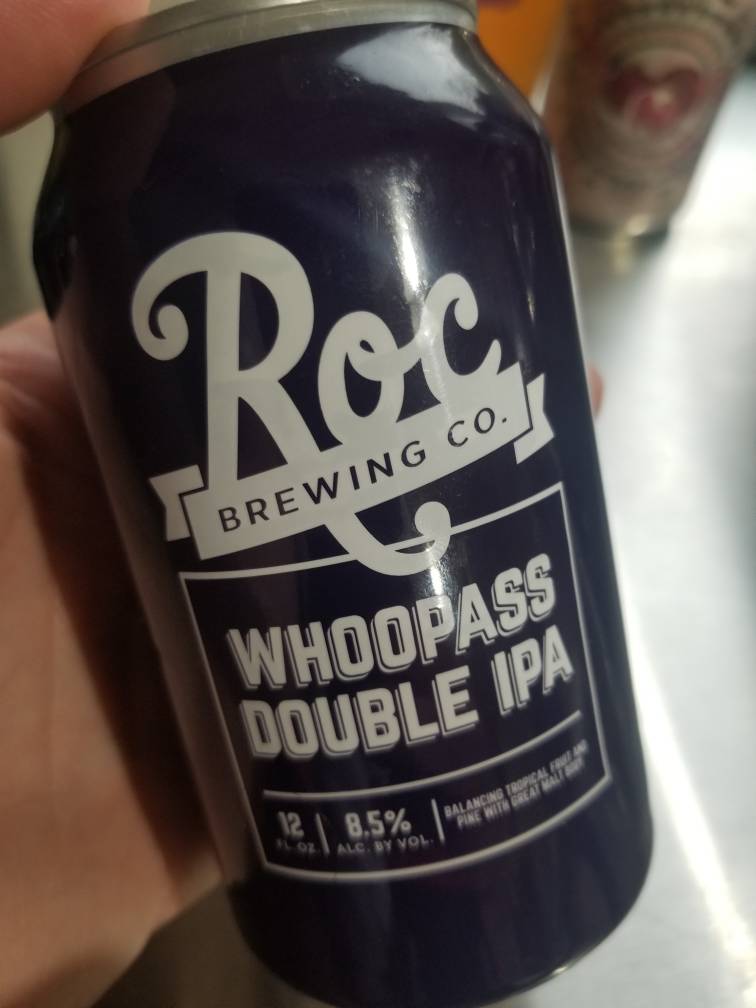 Roc
BREWING CO.
WHOOPASS
DOUBLE IPA
12
FL. OZ.
8.5%
ALC. BY VOL.
BALANCING TROPICAL FRUIT AND
PINE WITH GREAT MALT BODY